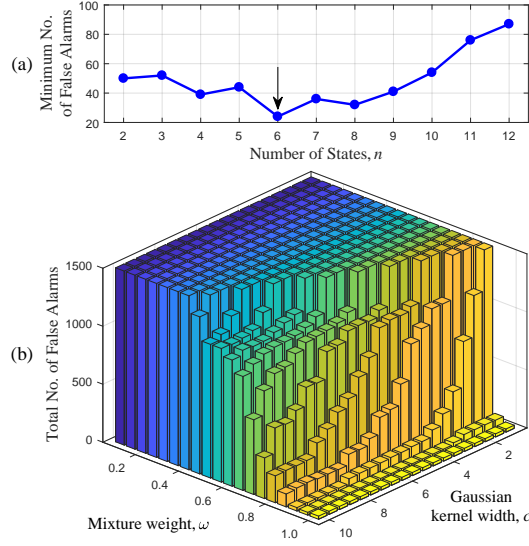 (a)
Minimum No.
of False Alarms
100
80
60
40
20
2 3 4 5 6 7 8 9 10 11 12
Number of States, n
(b)
Total No. of False Alarms
1500
1000
500
0
0.2
0.4
0.6
0.8
1.0
Mixture weight, ω
10
8
6
4
2
Gaussian
kernel width,